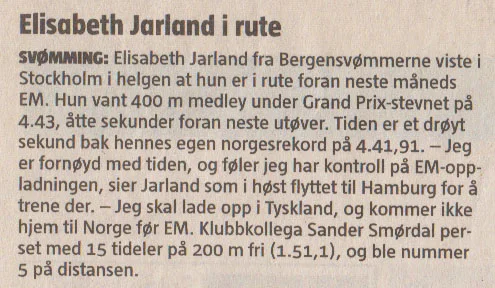 Elisabeth Jarland i rute
SVØMMING: Elisabeth Jarland fra Bergensvømmerne viste i
Stockholm i helgen at hun er i rute foran neste måneds
EM. Hun vant 400 m medley under Grand Prix-stevnet på
4.43, åtte sekunder foran neste utøver. Tiden er et drøyt
sekund bak hennes egen norgesrekord på 4.41,91. – Jeg
er fornøyd med tiden, og føler jeg har kontroll på EM-opp-
ladningen, sier Jarland som i høst flyttet til Hamburg for å
trene der. – Jeg skal lade opp i Tyskland, og kommer ikke
hjem til Norge før EM. Klubbkollega Sander Smørdal per-
set med 15 tideler på 200 m fri (1.51,1), og ble nummer
5 på distansen.